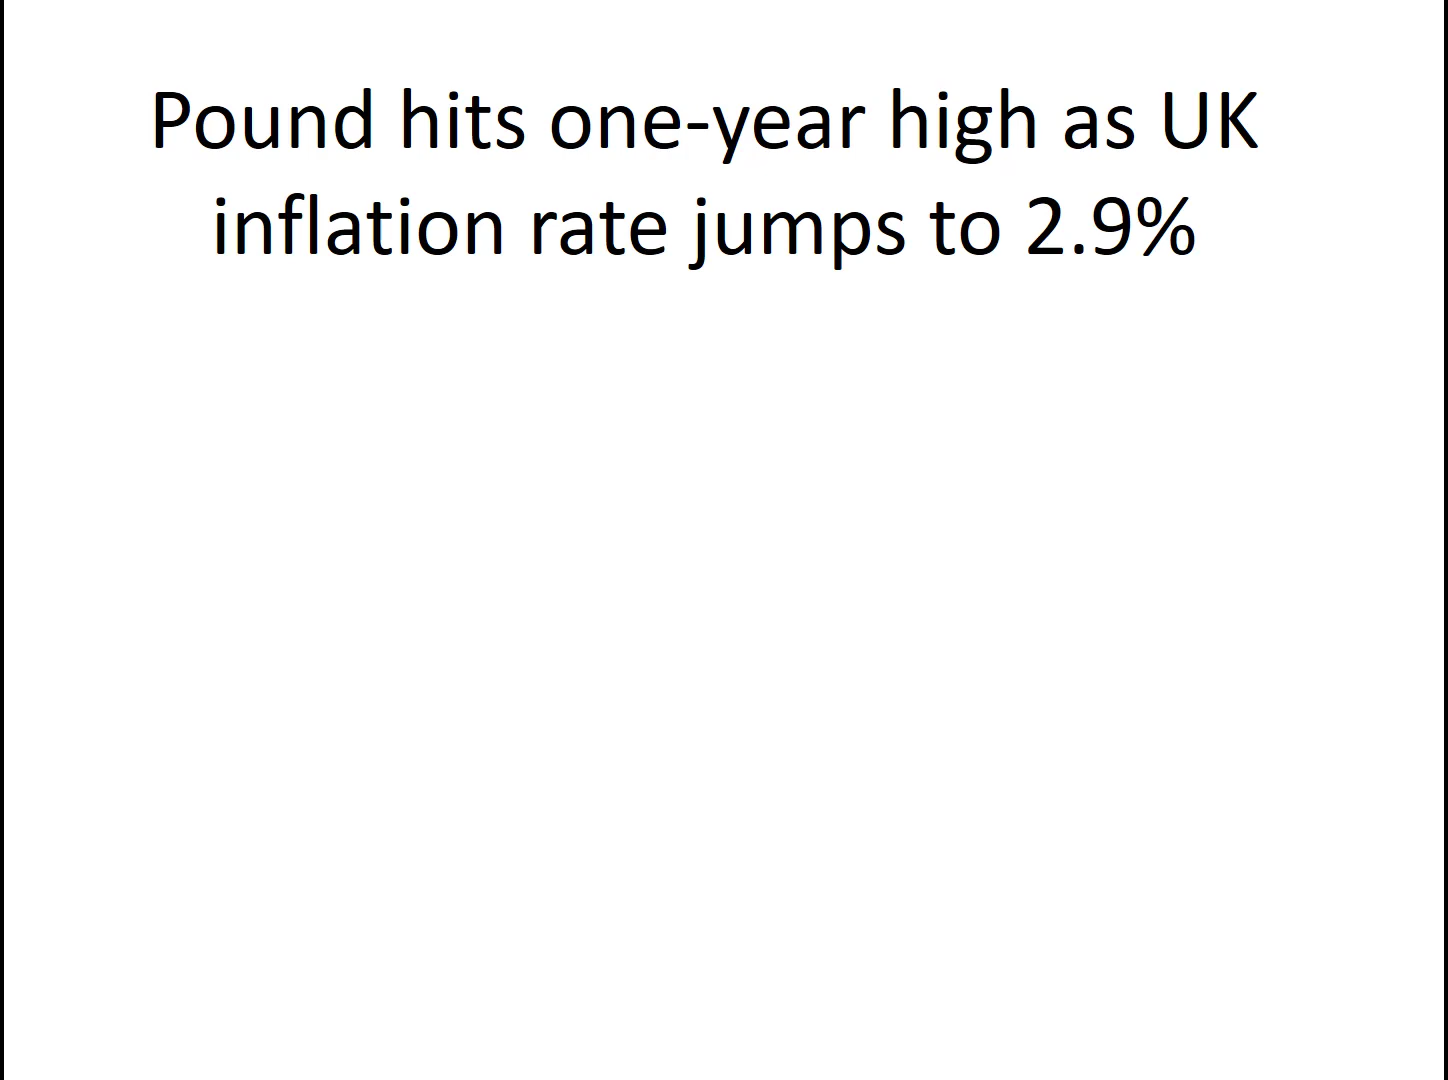 Pound hits one-year high as UK
inflation rate jumps to 2.9%